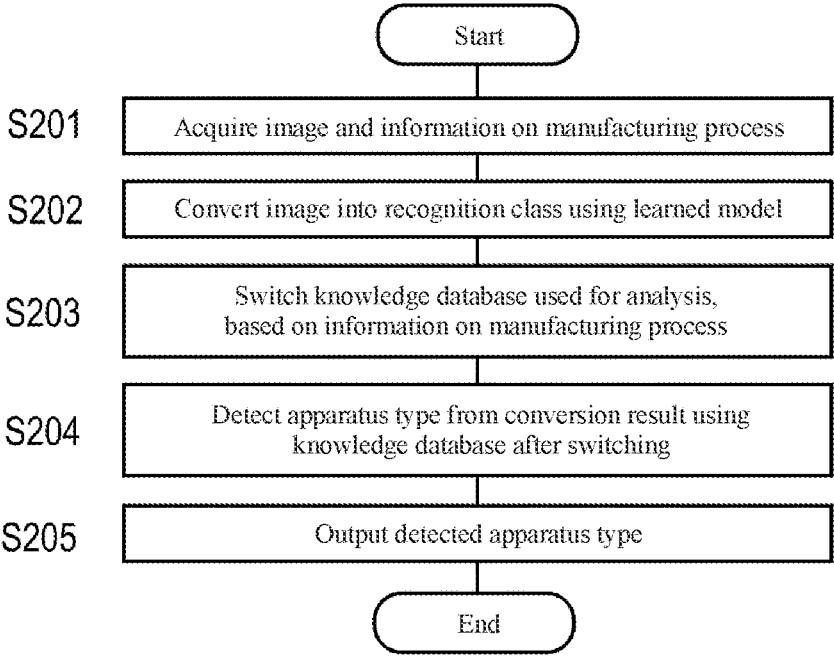 Start
S201
Acquire image and information on manufacturing process
S202
Convert image into recognition class using learned model
S203
Switch knowledge database used for analysis,
based on information on manufacturing process
S204
Detect apparatus type from conversion result using
knowledge database after switching
S205
Output detected apparatus type
End